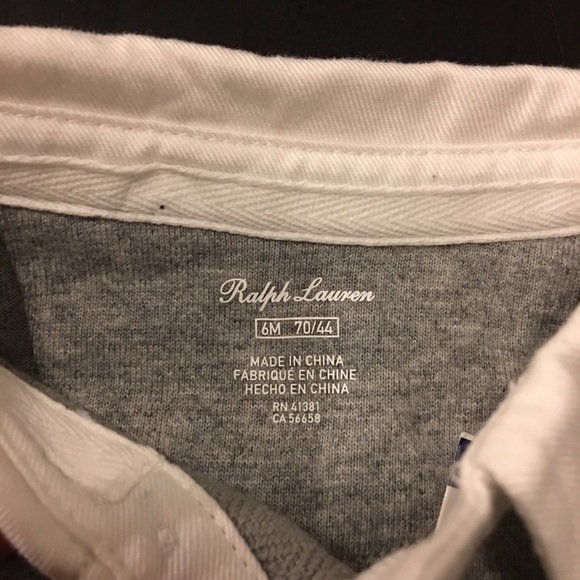 Ralph Lauren
6M 70/44
MADE IN CHINA
FABRIQUÉ EN CHINE
HECHO EN CHINA
RN 41381
CA 56658